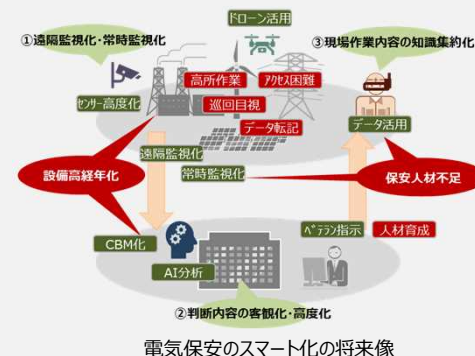 ドローン活用
①遠隔監視化・常時監視化
③現場作業内容の知識集約化
高所作業
アクセス困難
センサー高度化
巡回目視
データ転記
データ活用
遠隔監視化
設備高経年化
常時監視化
保安人材不足
CBM化
ベテラン指示
人材育成
AI分析
②判断内容の客観化・高度化
電気保安のスマート化の将来像